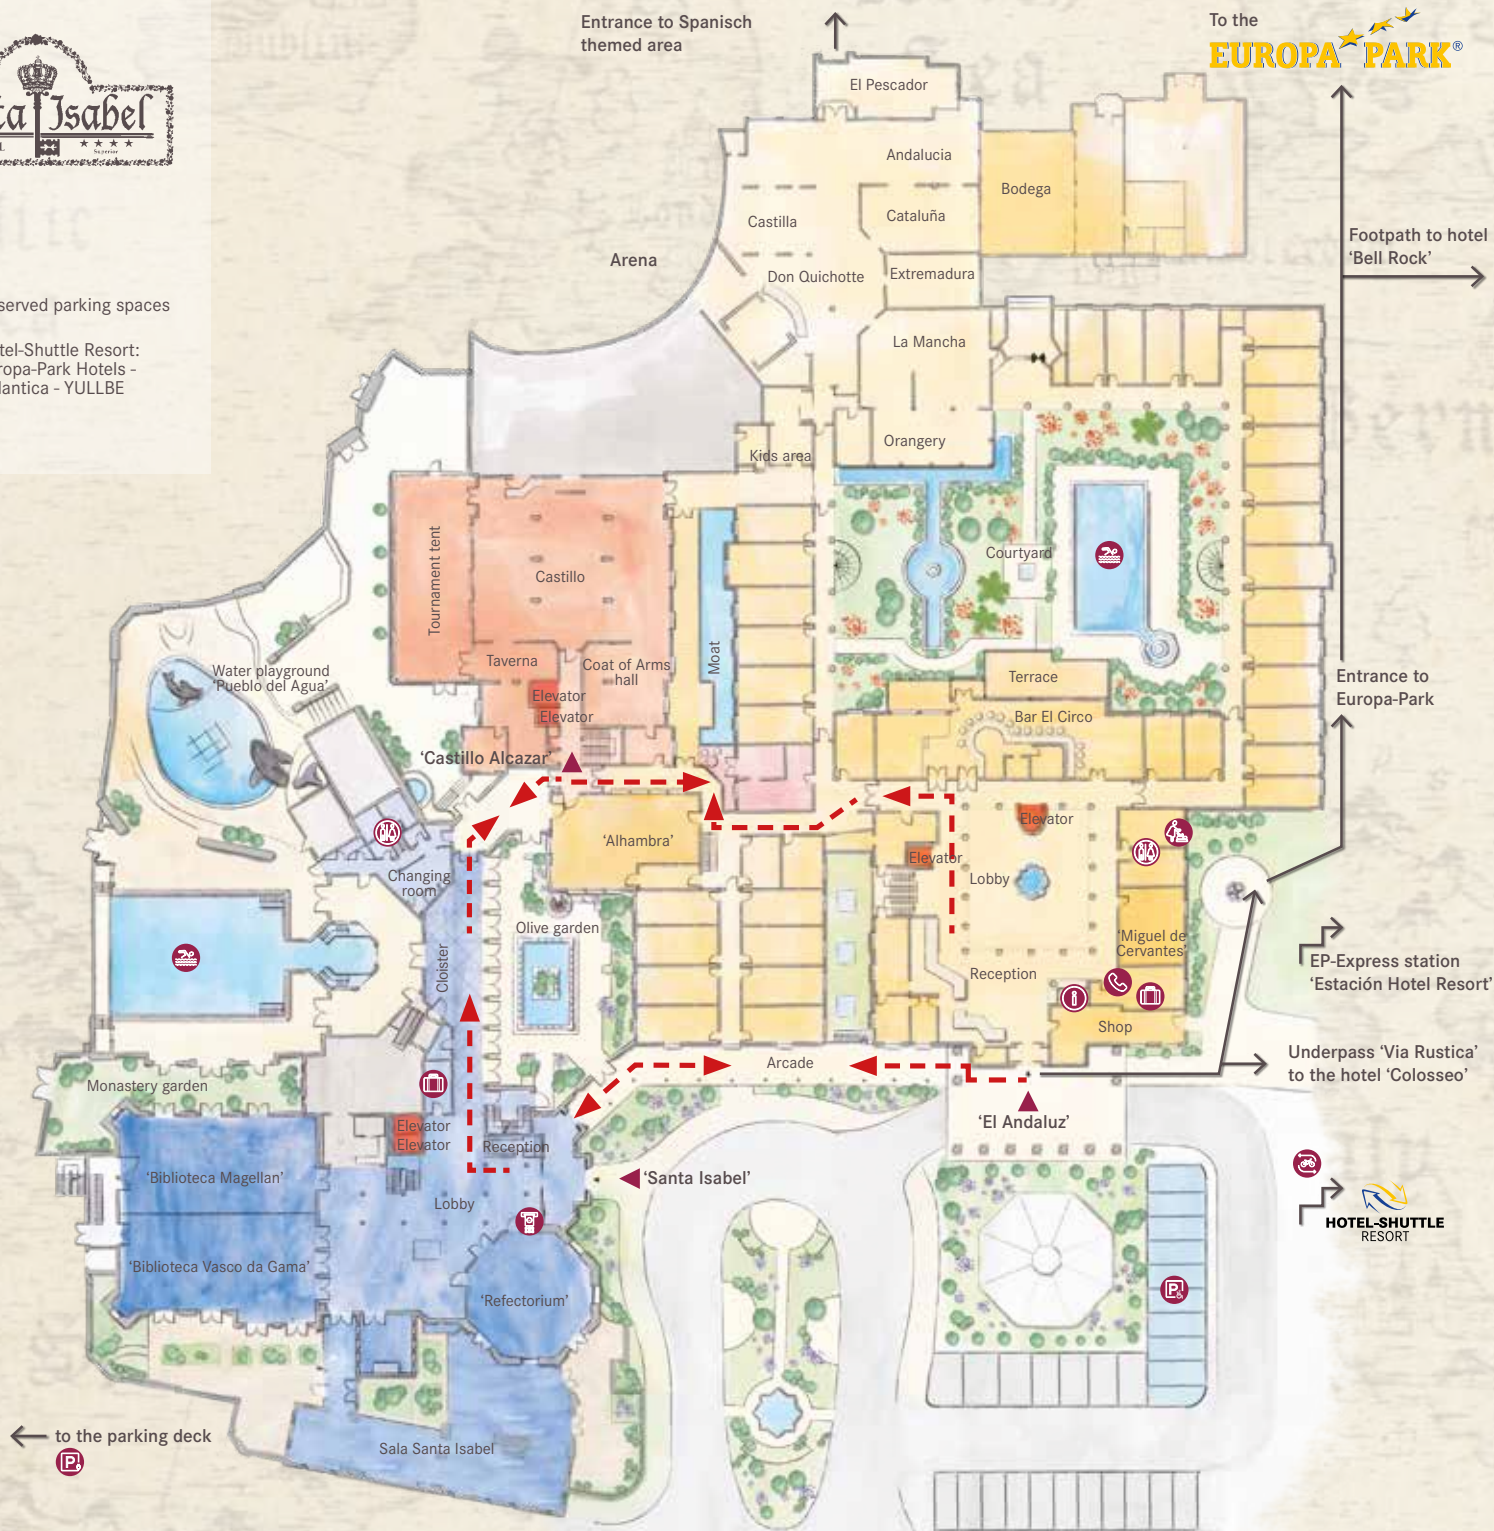 Entrance to Spanisch
themed area
To the
EUROPA PARK®
Isabel
★ ★ ★ ★
Superior
El Pescador
Andalucia
Bodega
Castilla
Cataluña
Footpath to hotel
‘Bell Rock’
Arena
Don Quichotte
Extremadura
served parking spaces
La Mancha
tel-Shuttle Resort:
ropa-Park Hotels -
lantica - YULLBE
Orangery
Kids area
Tournament tent
Castillo
Courtyard
Moat
Taverna
Coat of Arms
hall
Water playground
‘Pueblo del Agua’
Terrace
Entrance to
Europa-Park
Elevator
Elevator
Bar El Circo
‘Castillo Alcazar’
Elevator
‘Alhambra’
Elevator
Lobby
Changing
room
Olive garden
‘Miguel de
Cervantes’
Cloister
Reception
EP-Express station
‘Estación Hotel Resort’
Shop
Arcade
Underpass ‘Via Rustica’
to the hotel ‘Colosseo’
Monastery garden
‘El Andaluz’
Elevator
Elevator
Reception
‘Biblioteca Magellan’
‘Santa Isabel’
Lobby
HOTEL-SHUTTLE
RESORT
‘Biblioteca Vasco da Gama’
‘Refectorium’
P
to the parking deck
P
Sala Santa Isabel